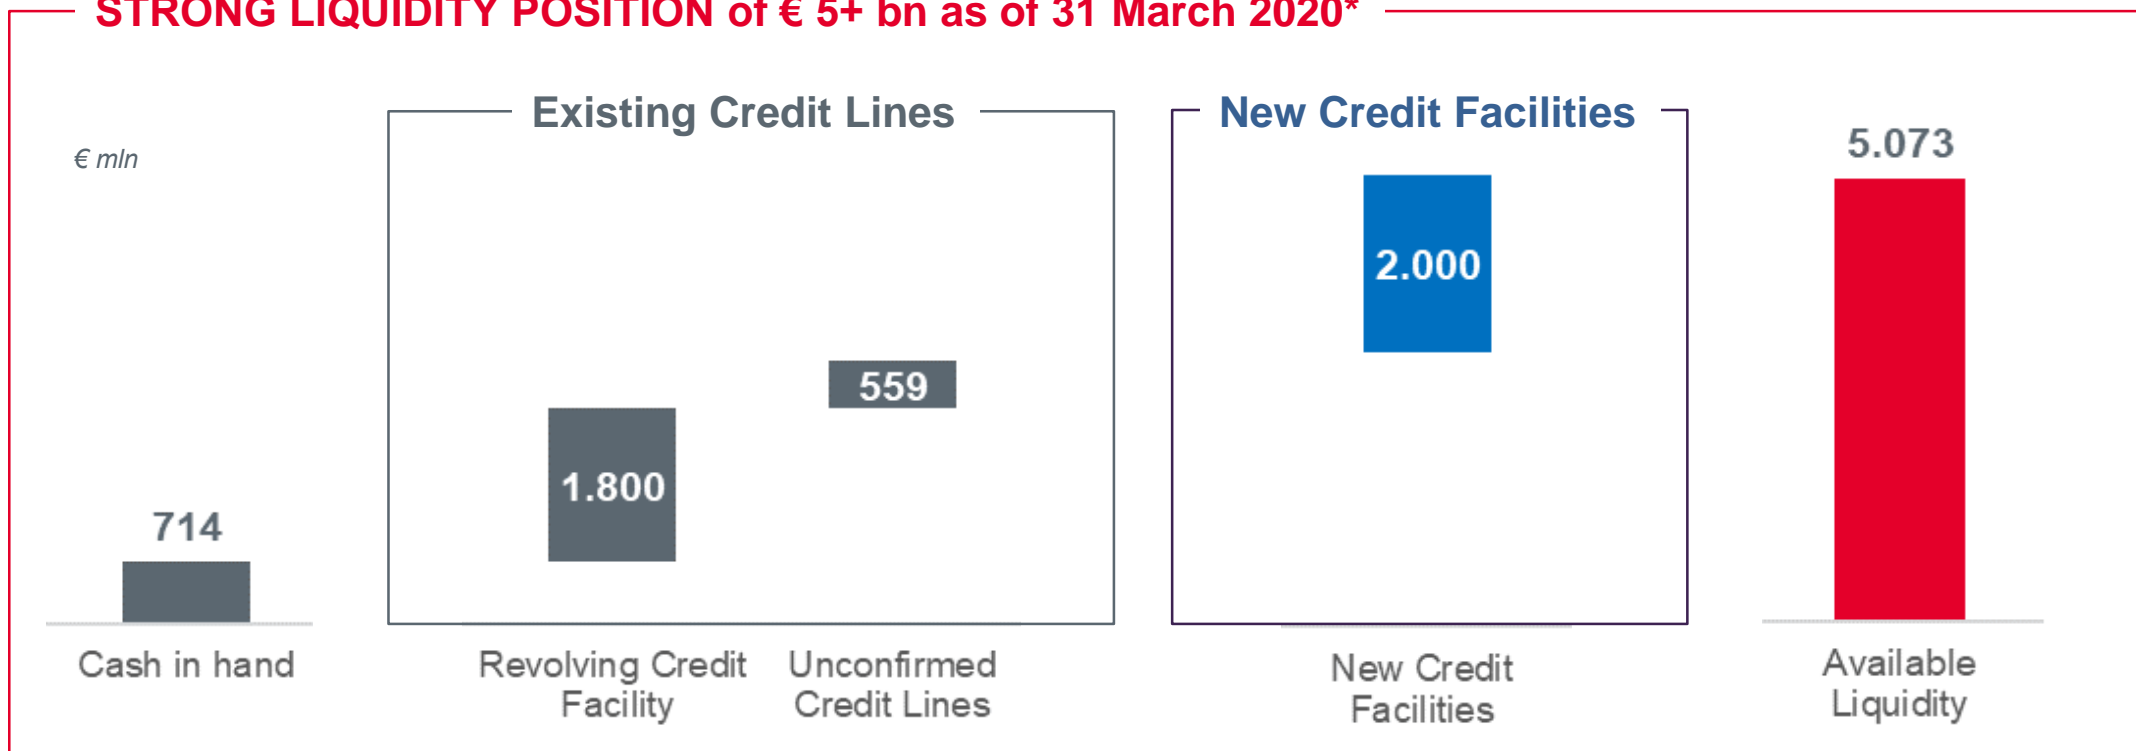 STRONG LIQUIDITY POSITION of € 5+ bn as of 31 March 2020*
Existing Credit Lines
New Credit Facilities
€ mln
5.073
2.000
559
1.800
714
Cash in hand
Revolving Credit
Facility
Unconfirmed
Credit Lines
New Credit
Facilities
Available
Liquidity